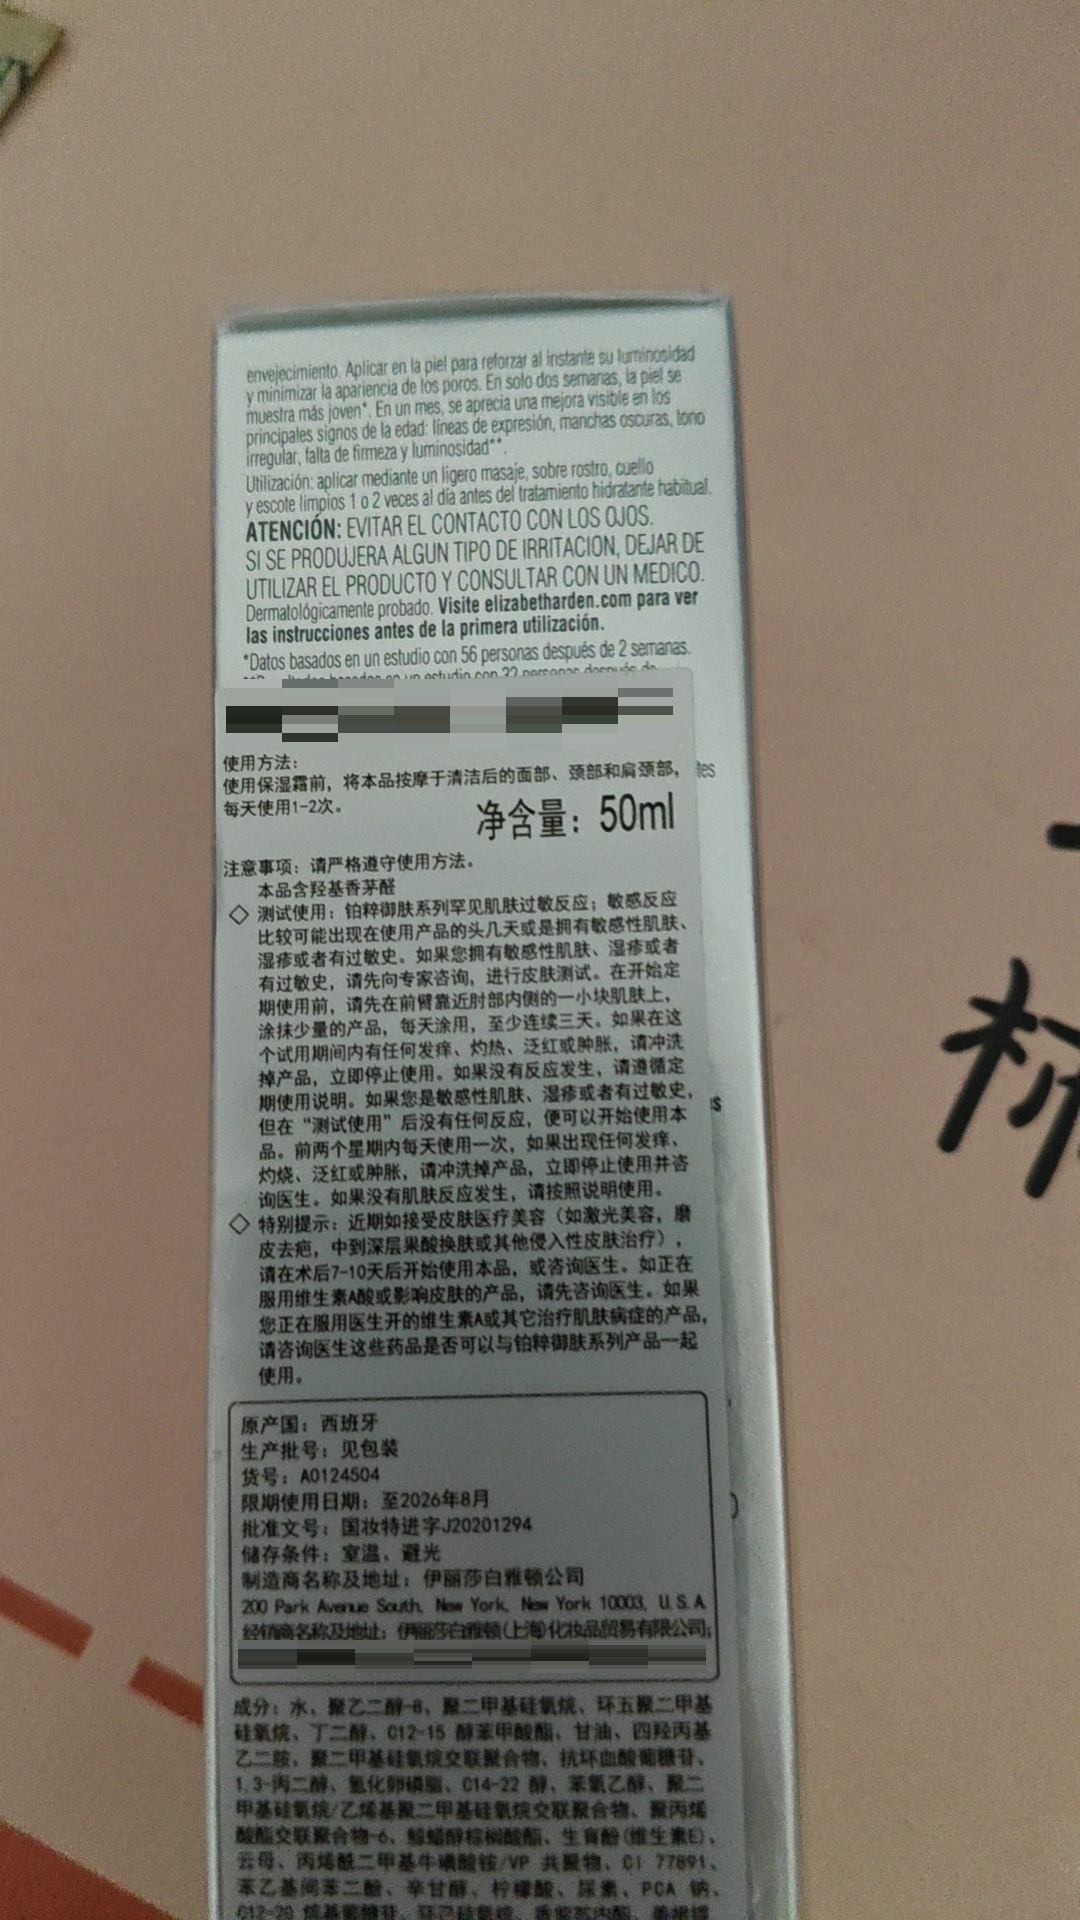 envejecimiento. Aplicar en la piel para reforzar al instante su luminosidad
y minimizar la apariencia de los poros. En solo dos semanas, la piel se
muestra más joven*. En un mes, se aprecia una mejora visible en los
principales signos de la edad: líneas de expresión, manchas oscuras, tono
irregular, falta de firmeza y luminosidad**.
Utilización: aplicar mediante un ligero masaje, sobre rostro, cuello
y escote limpios 1 o 2 veces al día antes del tratamiento hidratante habitual.
ATENCIÓN: EVITAR EL CONTACTO CON LOS OJOS.
SI SE PRODUJERA ALGUN TIPO DE IRRITACION, DEJAR DE
UTILIZAR EL PRODUCTO Y CONSULTAR CON UN MEDICO.
Dermatológicamente probado. Visite elizabetharden.com para ver
las instrucciones antes de la primera utilización.
*Datos basados en un estudio con 56 personas después de 2 semanas.
en un estudio con 32 personas después de
使用方法：
使用保湿霜前，将本品按摩于清洁后的面部、颈部和肩颈部，
每天使用1-2次。
净含量：50ml
注意事项：请严格遵守使用方法。
本品含羟基香茅醛
◇ 测试使用：铂粹御肤系列罕见肌肤过敏反应；敏感反应
比较可能出现在使用产品的头几天或是拥有敏感性肌肤、
湿疹或者有过敏史。如果您拥有敏感性肌肤、湿疹或者
有过敏史，请先向专家咨询，进行皮肤测试。在开始定
期使用前，请先在前臂靠近肘部内侧的一小块肌肤上，
涂抹少量的产品，每天涂用，至少连续三天。如果在这
个试用期间内有任何发痒、灼热、泛红或肿胀，请冲洗
掉产品，立即停止使用。如果没有反应发生，请遵循定
期使用说明。如果您是敏感性肌肤、湿疹或者有过敏史，
但在“测试使用”后没有任何反应，便可以开始使用本
品。前两个星期内每天使用一次，如果出现任何发痒、
灼烧、泛红或肿胀，请冲洗掉产品，立即停止使用并咨
询医生。如果没有肌肤反应发生，请按照说明使用。
◇ 特别提示：近期如接受皮肤医疗美容（如激光美容，磨
皮去疤，中到深层果酸换肤或其他侵入性皮肤治疗），
请在术后7-10天后开始使用本品，或咨询医生。如正在
服用维生素A酸或影响皮肤的产品，请先咨询医生。如果
您正在服用医生开的维生素A或其它治疗肌肤病症的产品，
请咨询医生这些药品是否可以与铂粹御肤系列产品一起
使用。
原产国：西班牙
生产批号：见包装
货号：A0124504
限期使用日期：至2026年8月
批准文号：国妆特进字J20201294
储存条件：室温、避光
制造商名称及地址：伊丽莎白雅顿公司
200 Park Avenue South, New York, New York 10003, U.S.A
经销商名称及地址：伊丽莎白雅顿(上海)化妆品贸易有限公司；
成分：水、聚乙二醇-8、聚二甲基硅氧烷、环五聚二甲基
硅氧烷、丁二醇、C12-15 醇苯甲酸酯、甘油、四羟丙基
乙二胺、聚二甲基硅氧烷交联聚合物、抗坏血酸葡糖苷、
1,3-丙二醇、氢化卵磷脂、C14-22 醇、苯氧乙醇、聚二
甲基硅氧烷/乙烯基聚二甲基硅氧烷交联聚合物、聚丙烯
酸酯交联聚合物-6、鲸蜡醇棕榈酸酯、生育酚(维生素E)、
云母、丙烯酰二甲基牛磺酸铵/VP 共聚物、CI 77891、
苯乙基间苯二酚、辛甘醇、柠檬酸、尿素、PCA 钠、